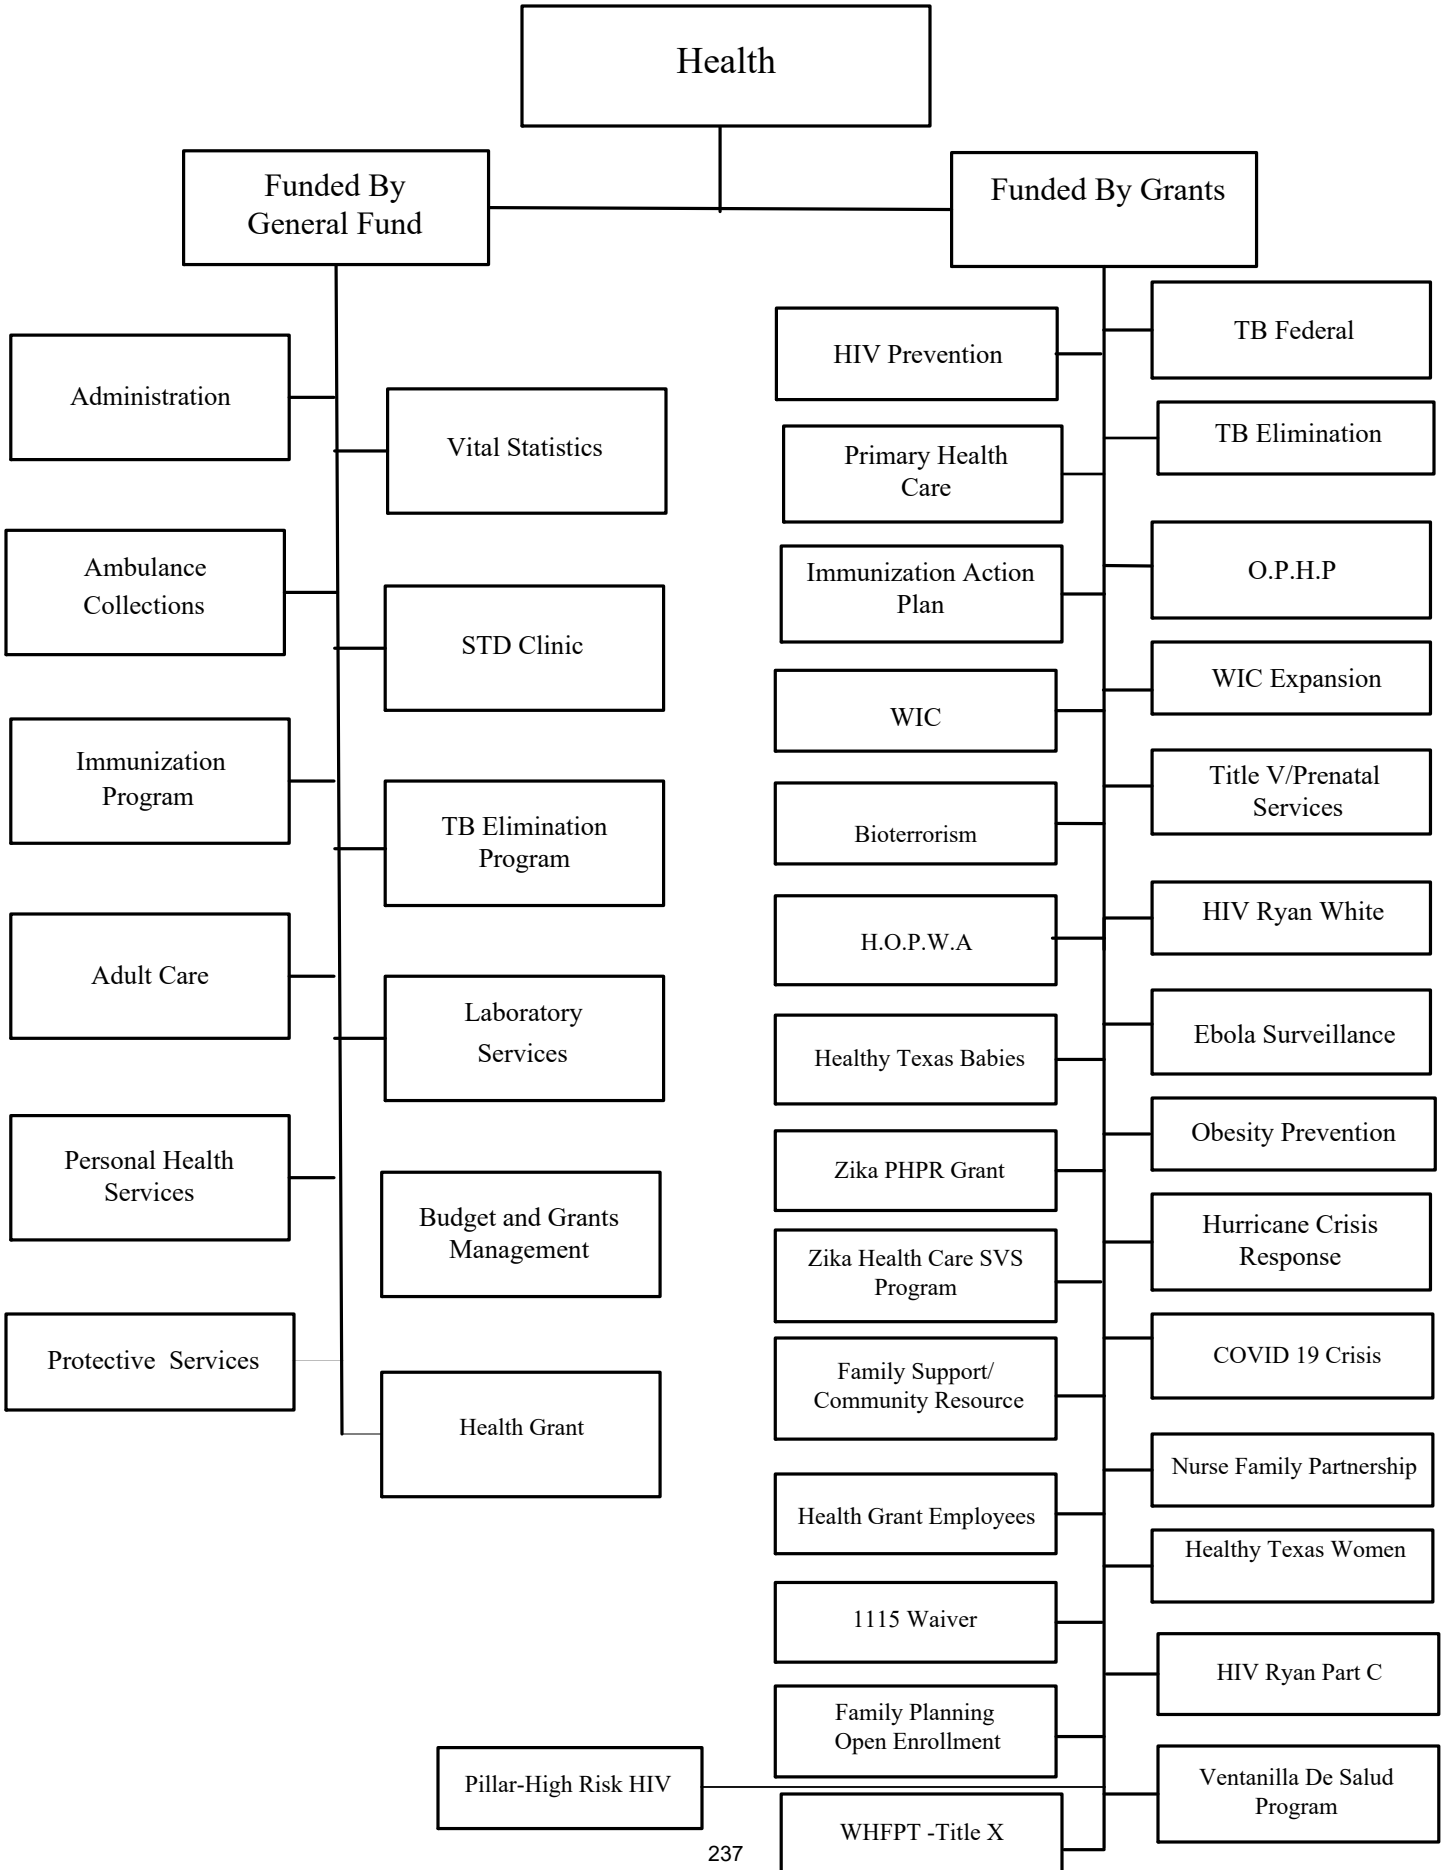 Health
Funded By
General Fund
Funded By Grants
Administration
Vital Statistics
Ambulance
Collections
STD Clinic
Immunization
Program
TB Elimination
Program
Adult Care
Laboratory
Services
Personal Health
Services
Budget and Grants
Management
Protective Services
Health Grant
HIV Prevention
TB Federal
Primary Health
Care
TB Elimination
Immunization Action
Plan
O.P.H.P
WIC
WIC Expansion
Bioterrorism
Title V/Prenatal
Services
H.O.P.W.A
HIV Ryan White
Healthy Texas Babies
Ebola Surveillance
Zika PHPR Grant
Obesity Prevention
Zika Health Care SVS
Program
Hurricane Crisis
Response
Family Support/
Community Resource
COVID 19 Crisis
Health Grant Employees
Nurse Family Partnership
1115 Waiver
Healthy Texas Women
Family Planning
Open Enrollment
HIV Ryan Part C
Pillar-High Risk HIV
Ventanilla De Salud
Program
WHFPT -Title X
237